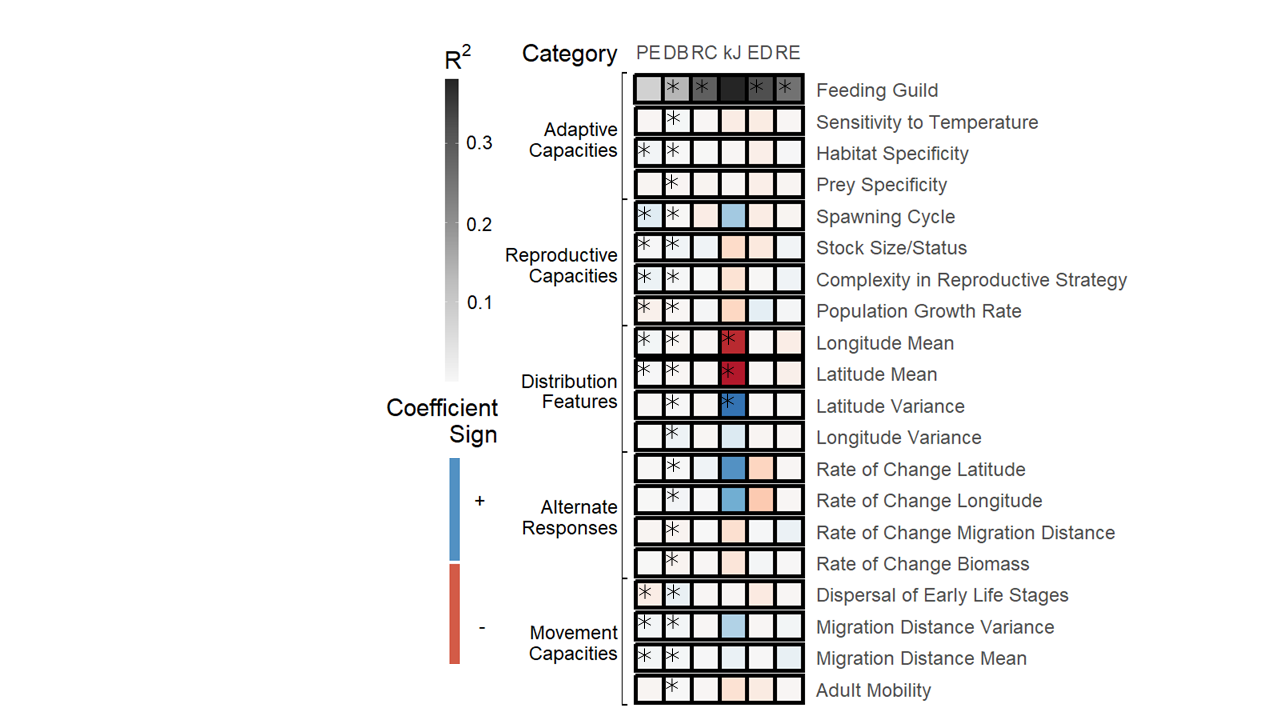 R2
Category PE DB RC kJ ED RE
Feeding Guild
Adaptive
Capacities
Sensitivity to Temperature
Habitat Specificity
Prey Specificity
Reproductive
Capacities
Spawning Cycle
Stock Size/Status
Complexity in Reproductive Strategy
Population Growth Rate
Distribution
Features
Longitude Mean
Latitude Mean
Latitude Variance
Longitude Variance
Alternate
Responses
Rate of Change Latitude
Rate of Change Longitude
Rate of Change Migration Distance
Rate of Change Biomass
Movement
Capacities
Dispersal of Early Life Stages
Migration Distance Variance
Migration Distance Mean
Adult Mobility
0.3
0.2
0.1
Coefficient
Sign
+
-